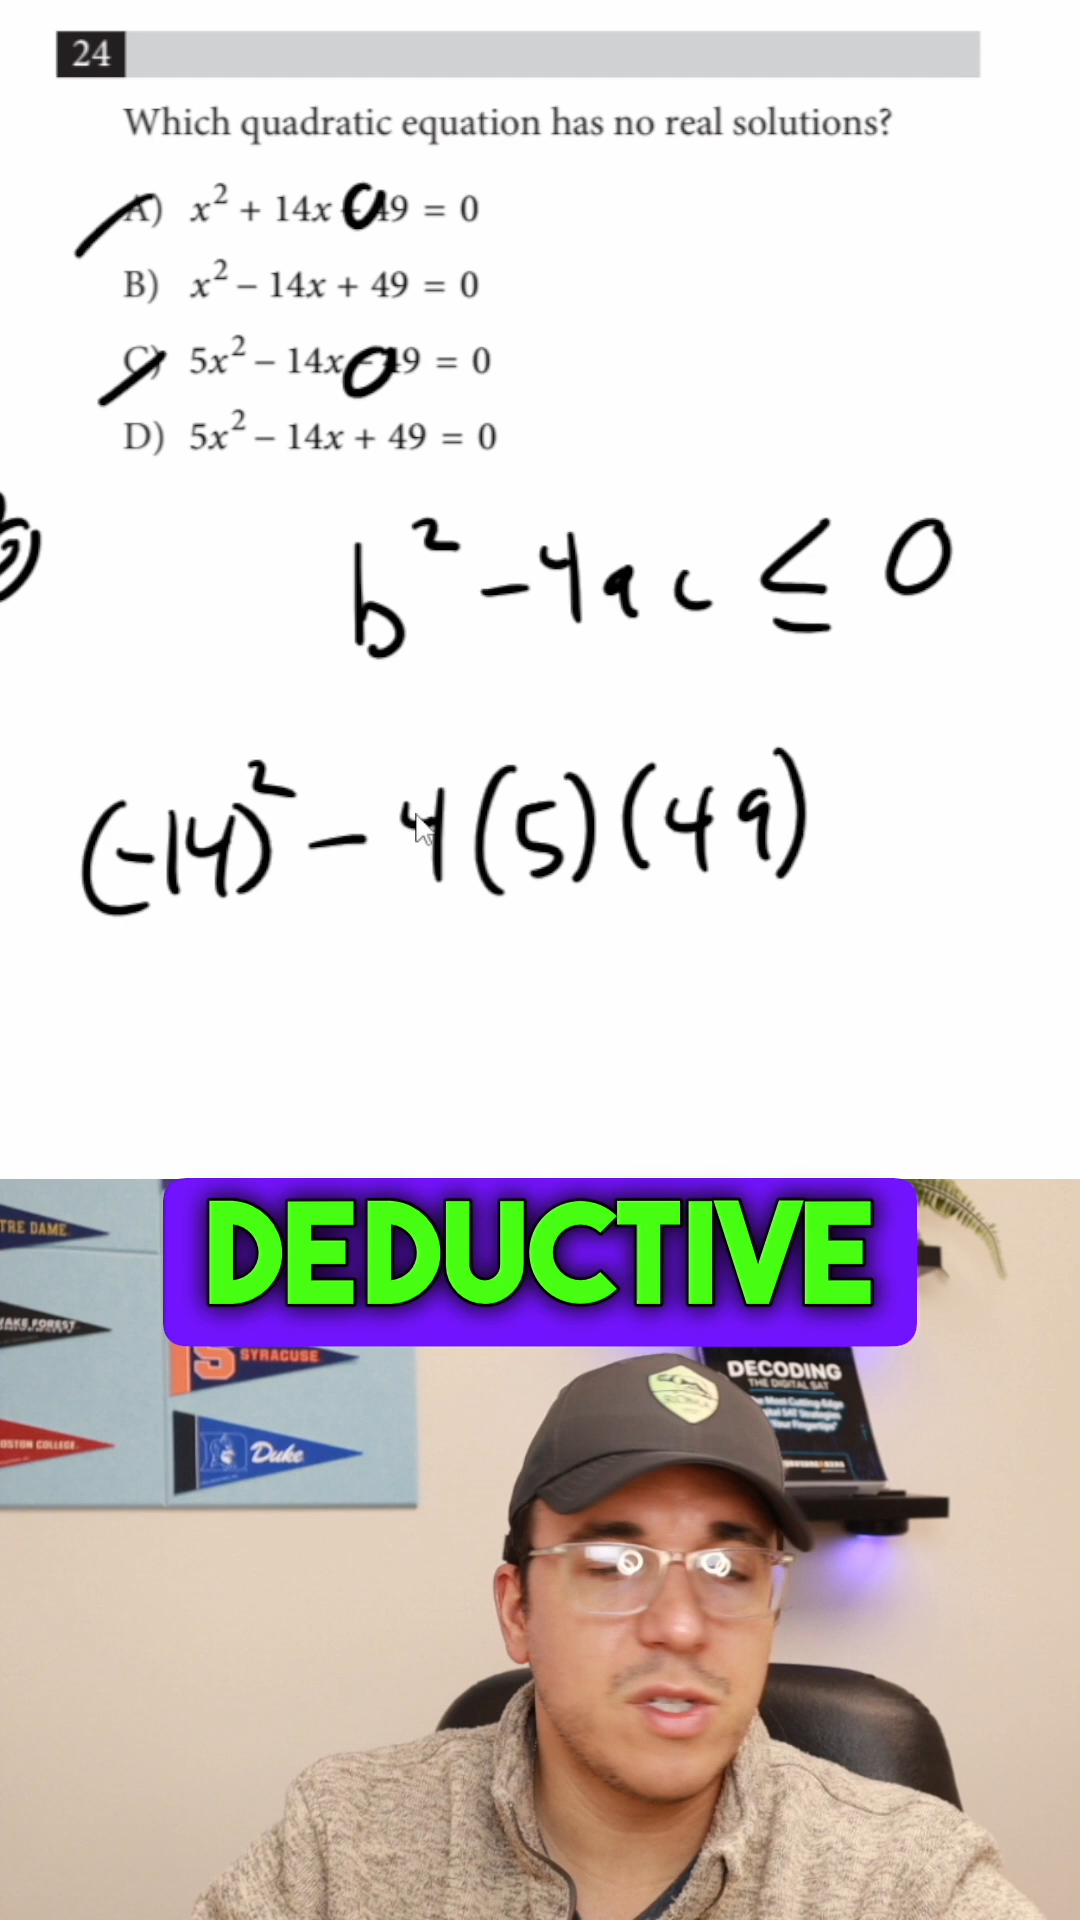 24
Which quadratic equation has no real solutions?
A) x² + 14x - 49 = 0
B) x² – 14x + 49 = 0
C) 5x² – 14x – 49 = 0
D) 5x² – 14x + 49 = 0
b² - 4ac ≤ 0
(-14)² - 4(5)(49)
DEDUCTIVE
TRE DAME
WAKE FOREST
S SYRACUSE
OSTON COLLEGE
Duke
DECODING
THE DIGITAL SAT